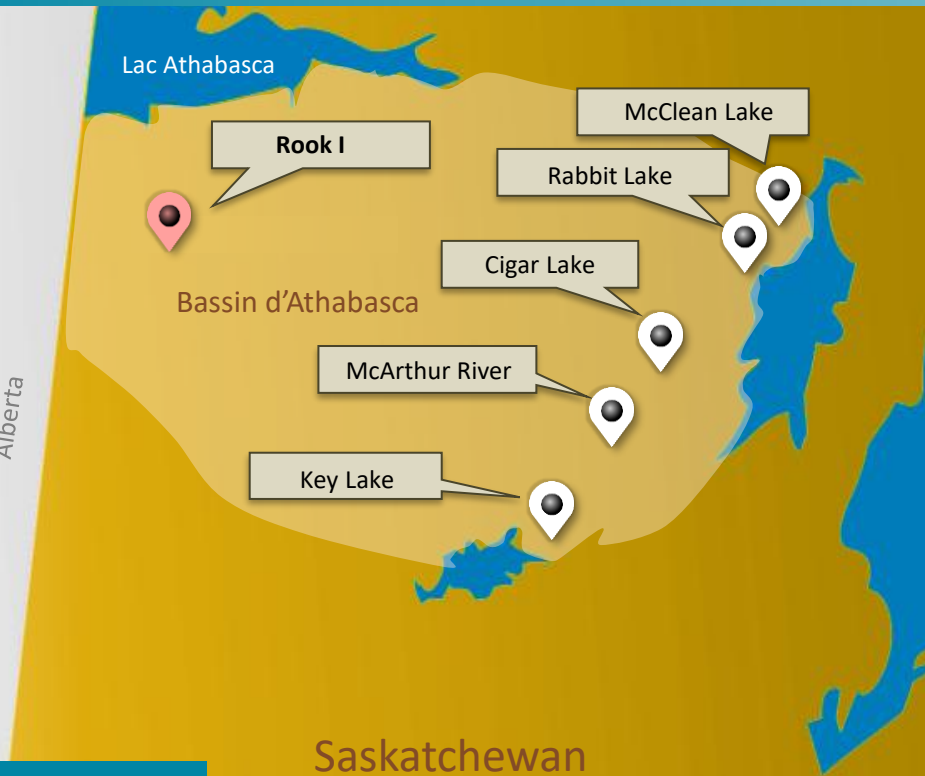 Lac Athabasca
McClean Lake
Rook I
Rabbit Lake
Cigar Lake
Bassin d'Athabasca
McArthur River
Alberta
Key Lake
Saskatchewan